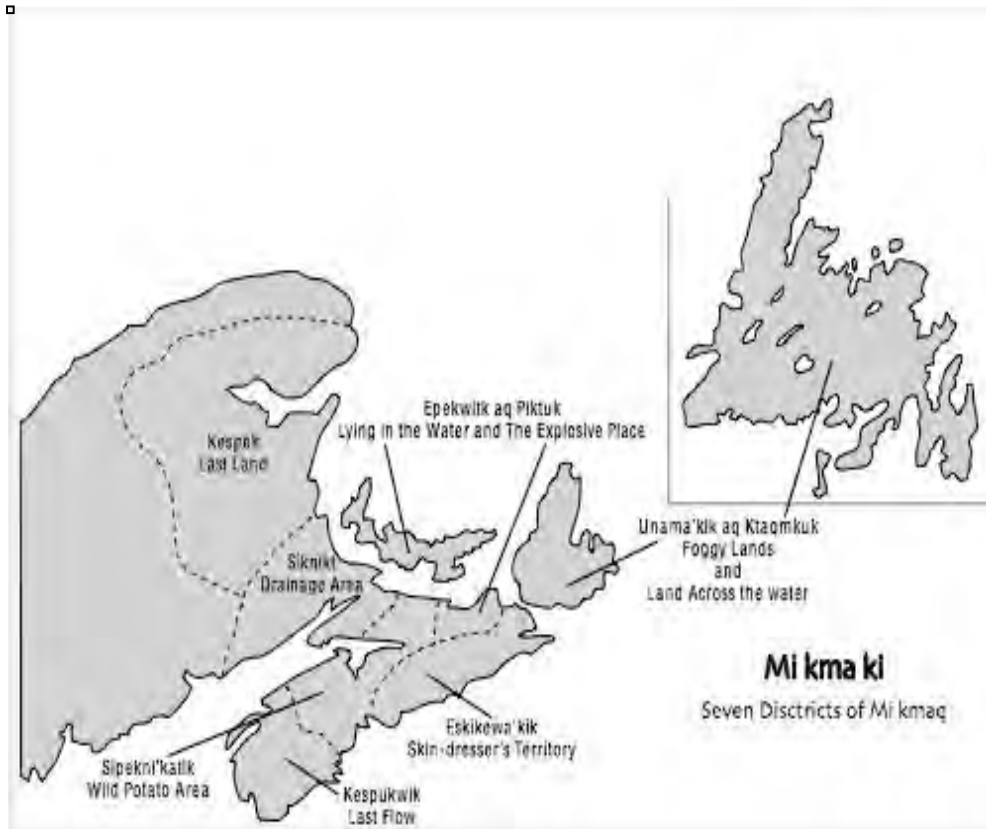 Epekwitk aq Piktuk
Lying in the Water and The Explosive Place
Kespek
Last Land
Unama'kik aq Ktaqmkuk
Foggy Lands
and
Land Across the water
Siknikt
Drainage Area
Mi kma ki
Seven Disctricts of Mi kmaq
Eskikewa'kik
Skin-dresser's Territory
Sipekni'katik
Wild Potato Area
Kespukwik
Last Flow